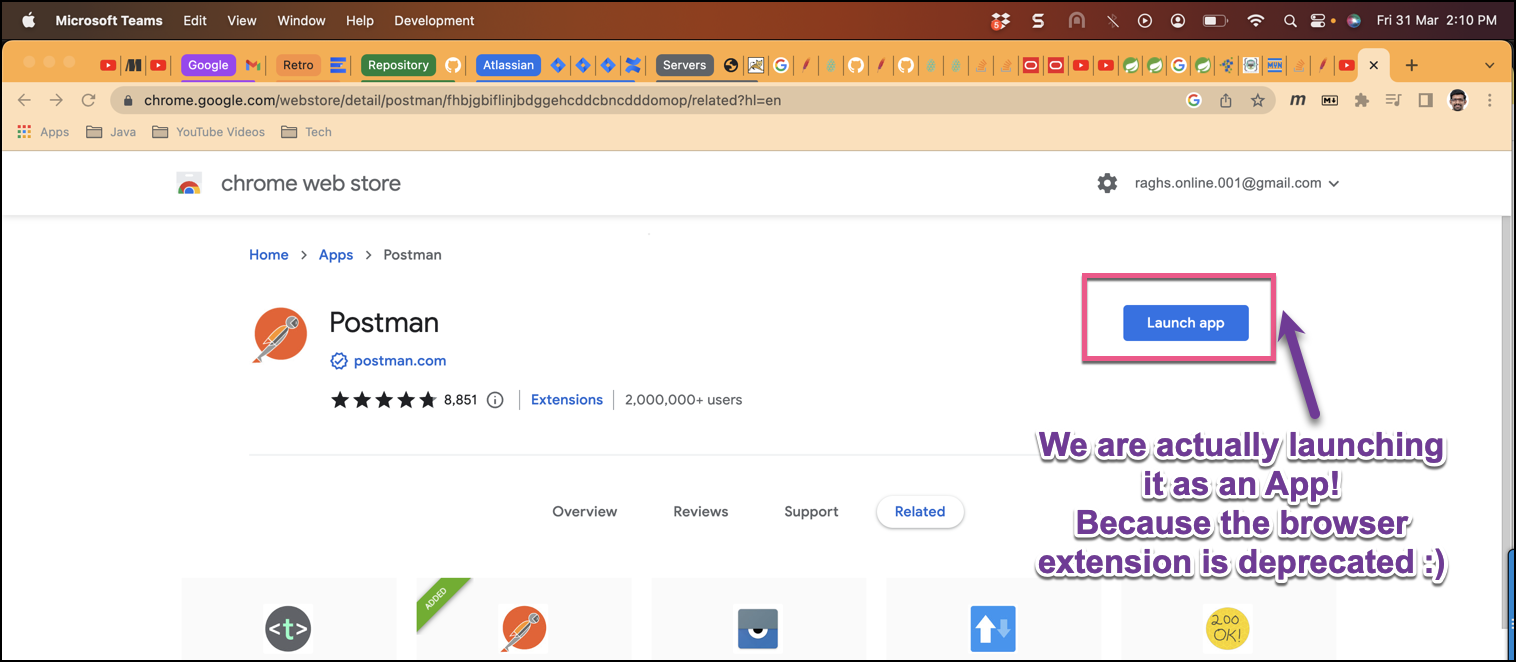 Microsoft Teams Edit View Window Help Development
5 S Fri 31 Mar 2:10 PM
Google M Retro Repository Atlassian Servers G G MVN
chrome.google.com/webstore/detail/postman/fhbjgbiflinjbdggehcddcbncdddomop/related?hl=en
G m
Apps Java YouTube Videos Tech
chrome web store
raghs.online.001@gmail.com
Home > Apps > Postman
Postman
Launch app
postman.com
8,851
Extensions
2,000,000+ users
We are actually launching
it as an App!
Because the browser
extension is deprecated :)
Overview Reviews Support Related
<t>
ADDED
200
OK!